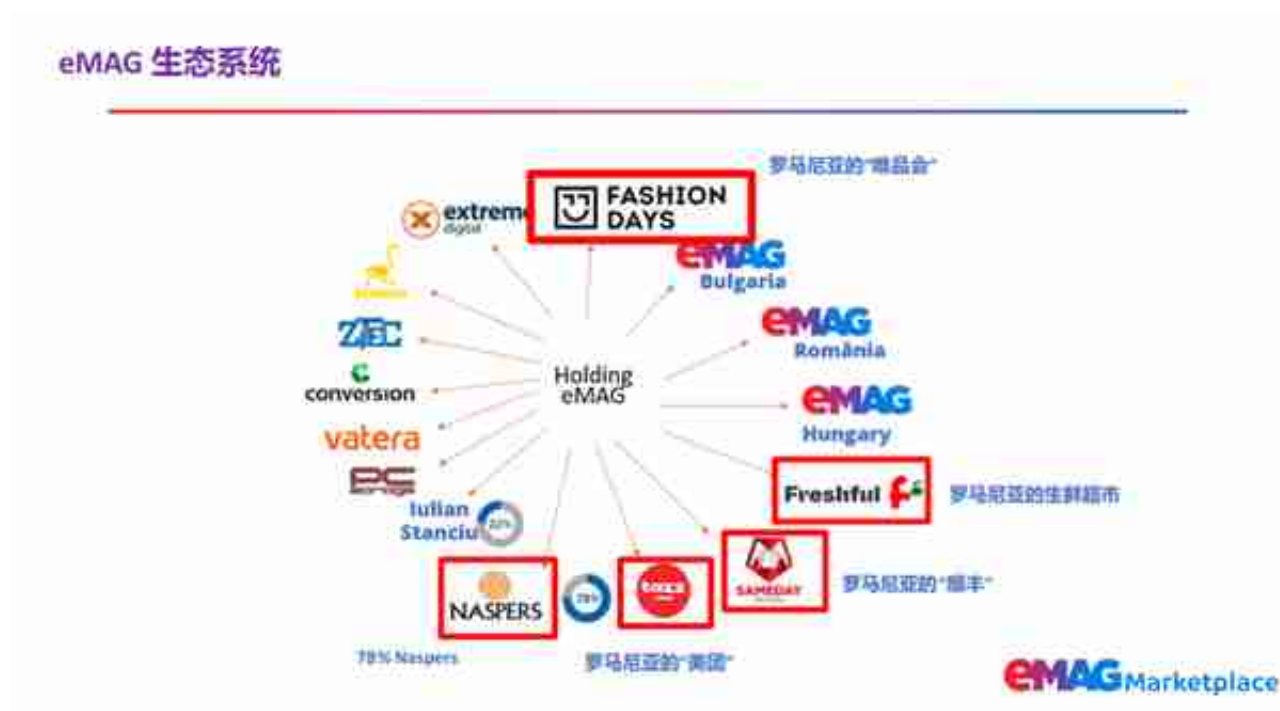 eMAG 生态系统
罗马尼亚的“唯品会”
FASHION
DAYS
extreme
digital
eMAG
Bulgaria
eMAG
România
Holding
eMAG
conversion
eMAG
Hungary
vatera
PC
Freshful
罗马尼亚的生鲜超市
Iulian
Stanciu
22%
SAMEDAY
罗马尼亚的“顺丰”
NASPERS
78%
78% Naspers
罗马尼亚的“美团”
eMAG Marketplace